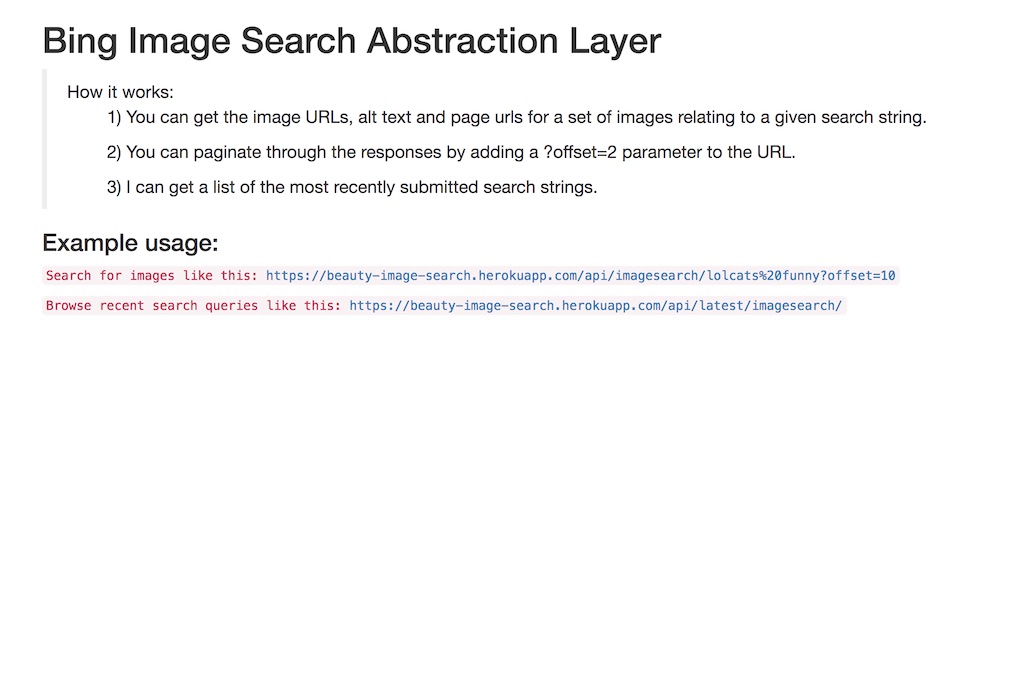 Bing Image Search Abstraction Layer
How it works:
1) You can get the image URLs, alt text and page urls for a set of images relating to a given search string.
2) You can paginate through the responses by adding a ?offset=2 parameter to the URL.
3) I can get a list of the most recently submitted search strings.
Example usage:
Search for images like this: https://beauty-image-search.herokuapp.com/api/imagesearch/lolcats%20funny?offset=10
Browse recent search queries like this: https://beauty-image-search.herokuapp.com/api/latest/imagesearch/